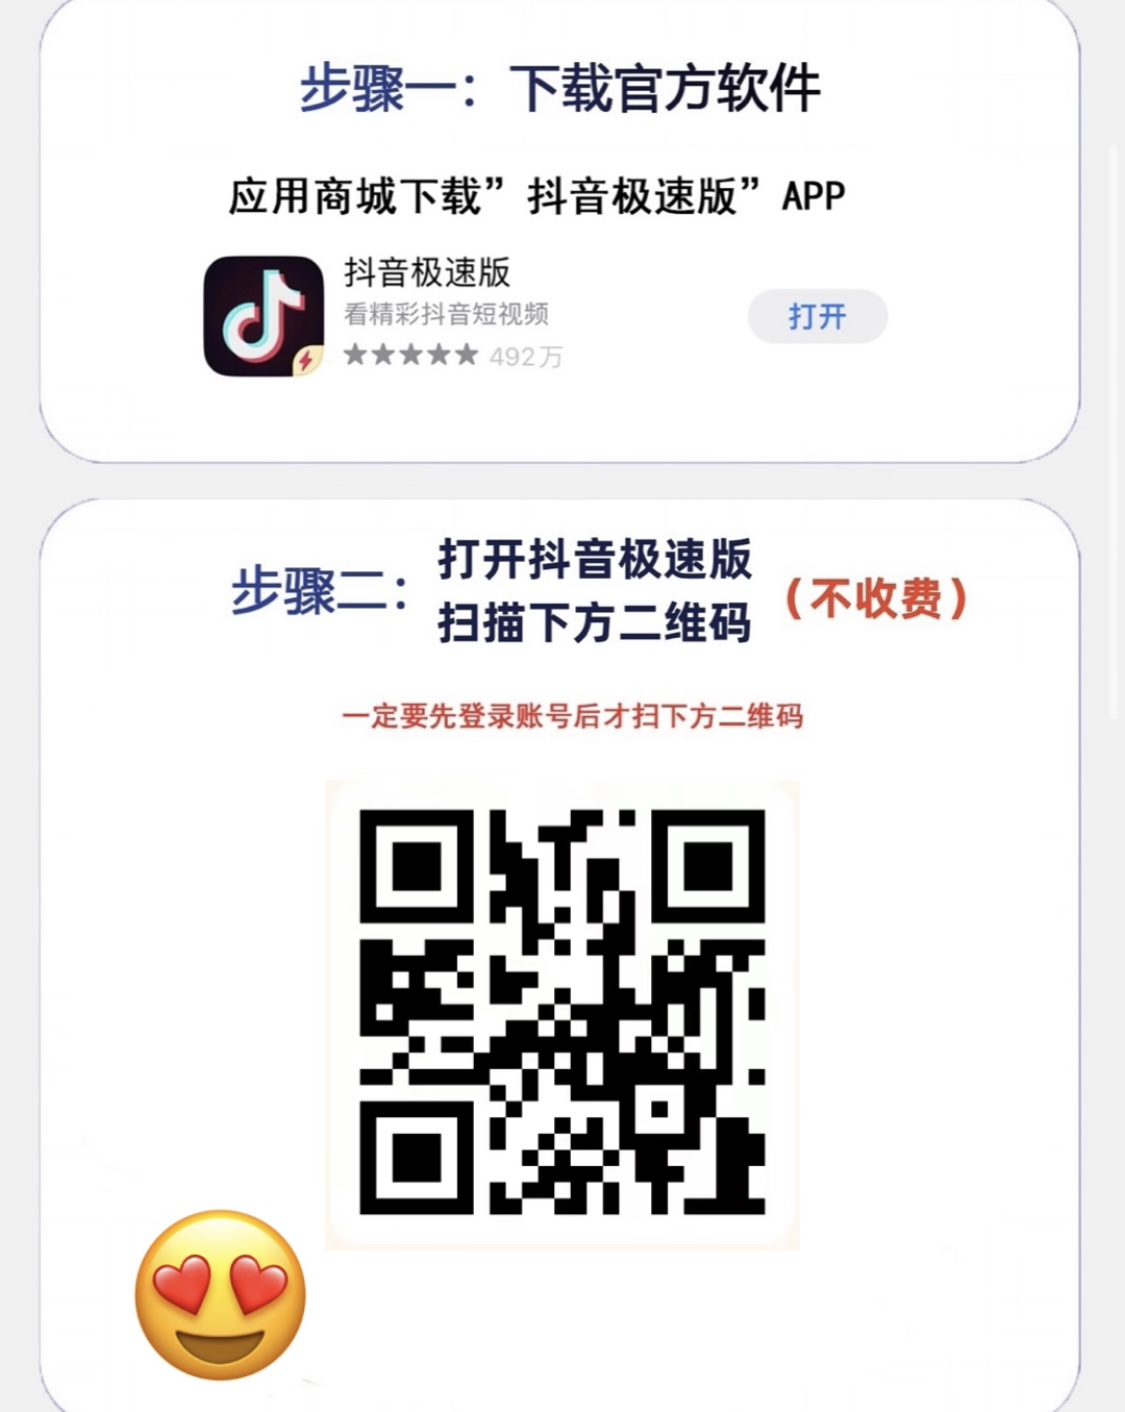 步骤一：下载官方软件
应用商城下载”抖音极速版”APP
抖音极速版
看精彩抖音短视频
★★★★★ 492万
打开
步骤二：
打开抖音极速版
扫描下方二维码
（不收费）
一定要先登录账号后才扫下方二维码